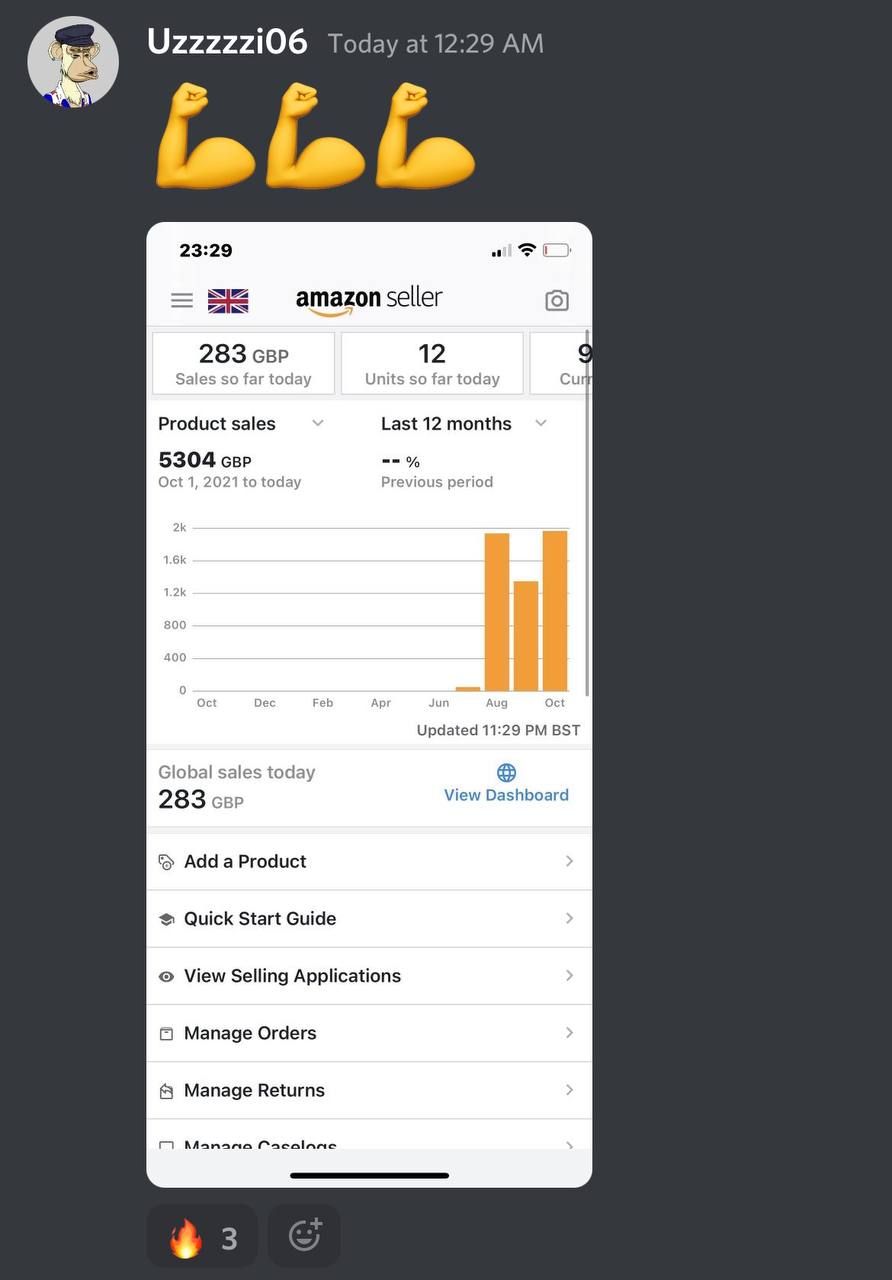 Uzzzzzi06 Today at 12:29 AM
💪💪💪
23:29
amazon seller
283 GBP
Sales so far today
12
Units so far today
9
Curr
Product sales
Last 12 months
5304 GBP
Oct 1, 2021 to today
-- %
Previous period
2k
1.6k
1.2k
800
400
0
Oct Dec Feb Apr Jun Aug Oct
Updated 11:29 PM BST
Global sales today
283 GBP
View Dashboard
Add a Product
Quick Start Guide
View Selling Applications
Manage Orders
Manage Returns
Manage Caselogs
🔥 3